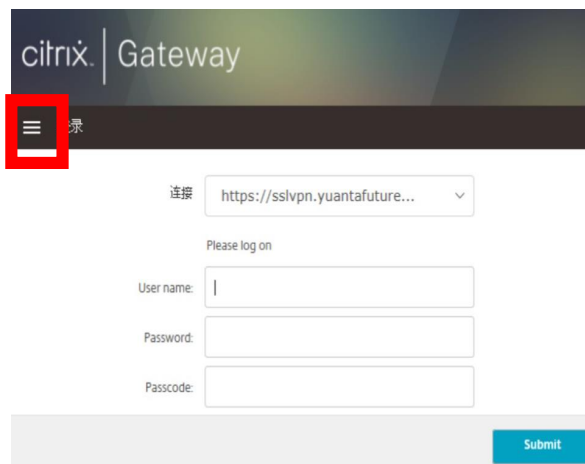 citrix. Gateway
录
连接
https://sslvpn.yuantafuture...
Please log on
User name:
Password:
Passcode:
Submit